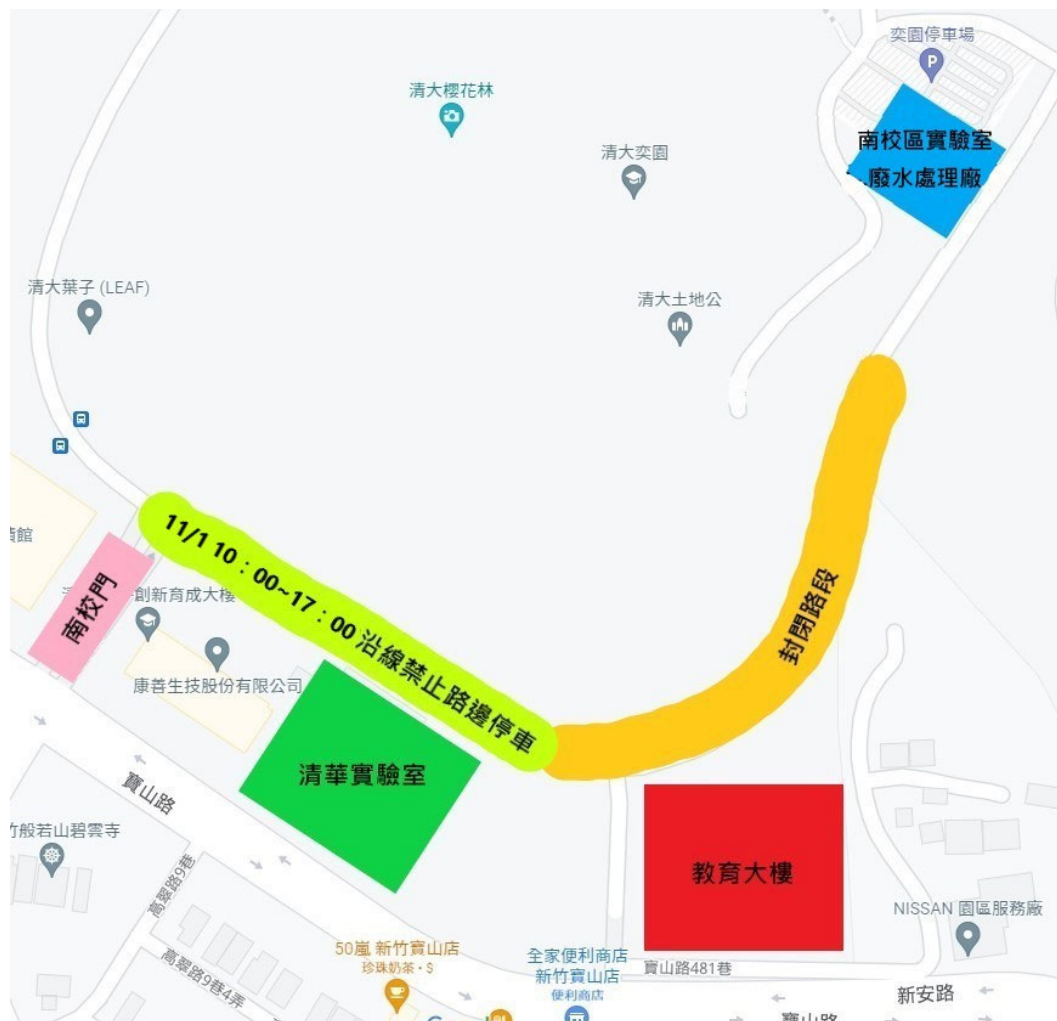 奕園停車場
P
清大櫻花林
清大奕園
南校區實驗室
廢水處理廠
清大葉子 (LEAF)
清大土地公
11/1 10：00~17：00 沿線禁止路邊停車
封閉路段
南校門
創新育成大樓
康善生技股份有限公司
清華實驗室
寶山路
般若山碧雲寺
高翠路9巷
高翠路9巷4弄
教育大樓
NISSAN 園區服務廠
50嵐 新竹寶山店
珍珠奶茶・$
全家便利商店
新竹寶山店
便利商店
寶山路481巷
新安路
寶山路